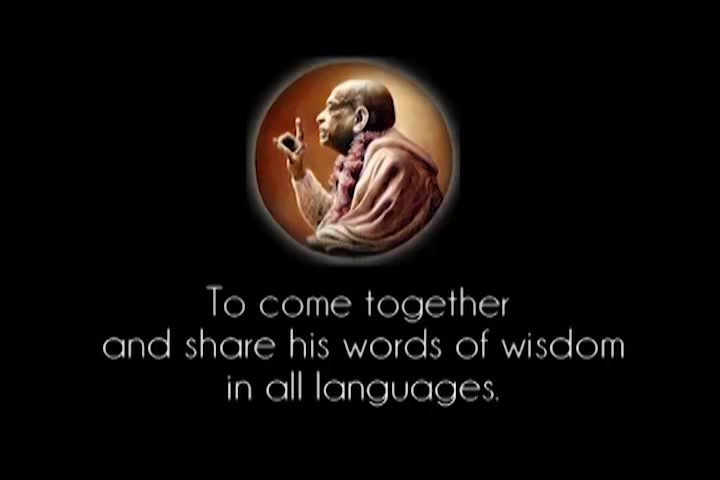 To come together
and share his words of wisdom
in all languages.